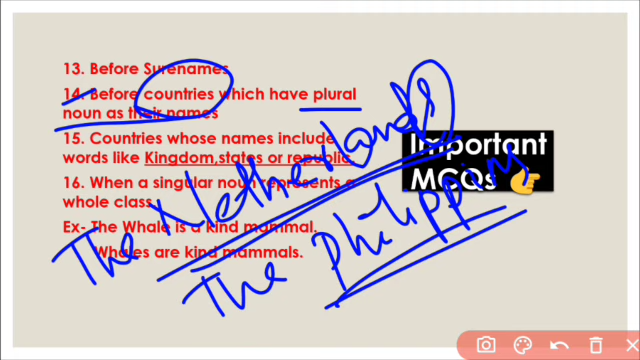 13. Before Surenames
14. Before countries which have plural
noun as their names
15. Countries whose names include
words like Kingdom,states or republic.
16. When a singular noun represents a
whole class.
Ex- The Whale is a kind mammal.
Whales are kind mammals.
Important
MCQs
The Netherlands
The Philippin